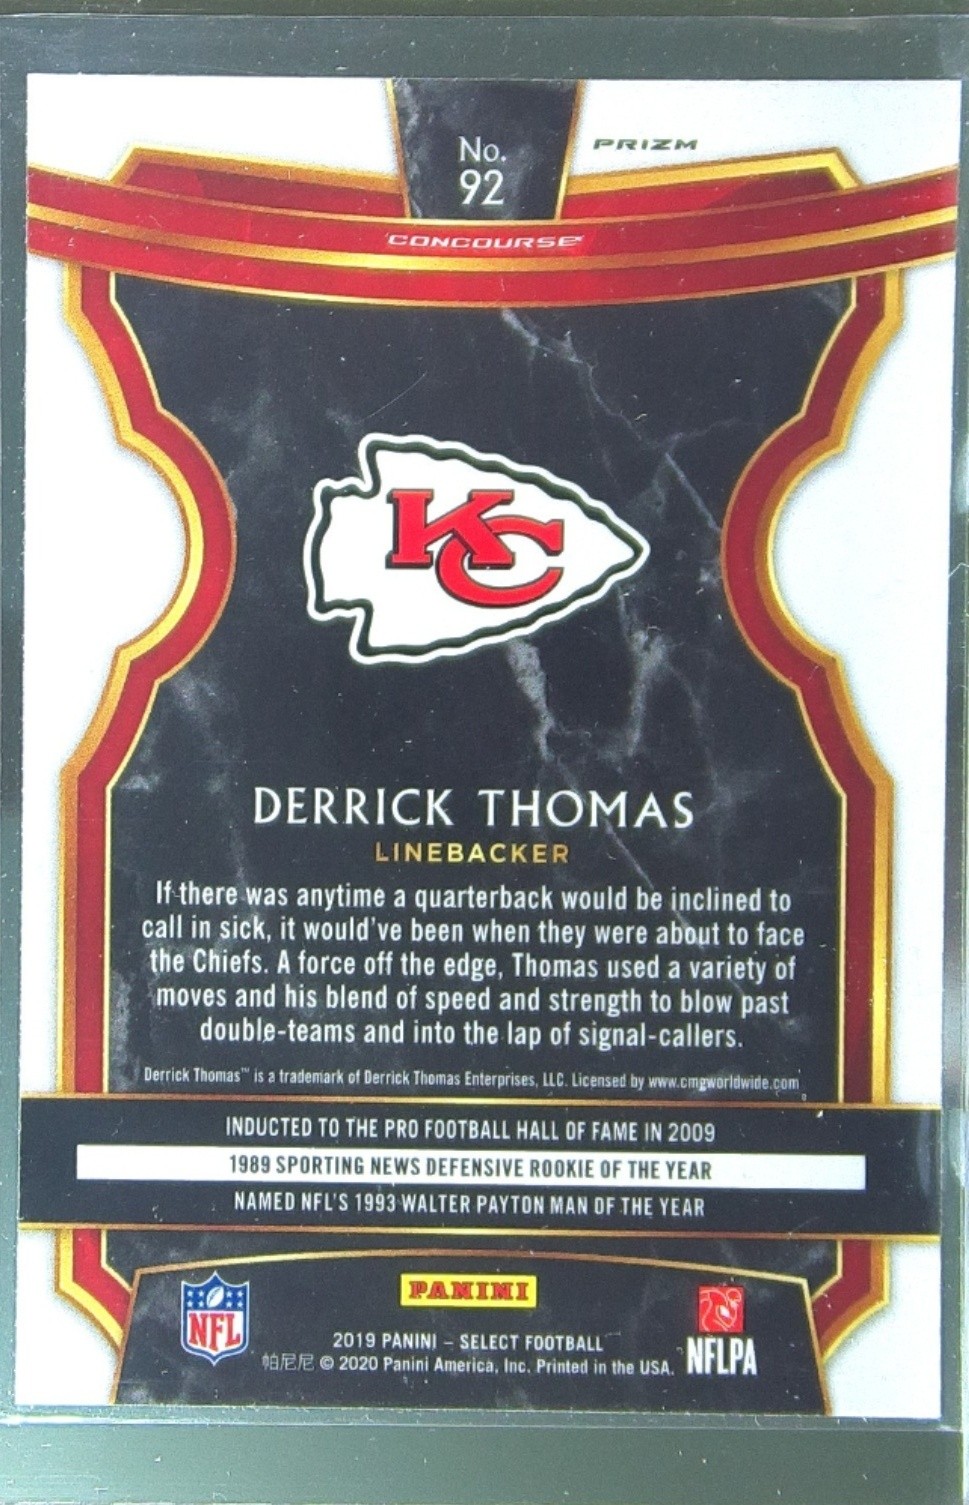 No.
92
PRIZM
CONCOURSE
KC
DERRICK THOMAS
LINEBACKER
If there was anytime a quarterback would be inclined to
call in sick, it would've been when they were about to face
the Chiefs. A force off the edge, Thomas used a variety of
moves and his blend of speed and strength to blow past
double-teams and into the lap of signal-callers.
Derrick Thomas™ is a trademark of Derrick Thomas Enterprises, LLC. Licensed by www.cmgworldwide.com
INDUCTED TO THE PRO FOOTBALL HALL OF FAME IN 2009
1989 SPORTING NEWS DEFENSIVE ROOKIE OF THE YEAR
NAMED NFL'S 1993 WALTER PAYTON MAN OF THE YEAR
NFL
PANINI
2019 PANINI – SELECT FOOTBALL
帕尼尼 © 2020 Panini America, Inc. Printed in the USA.
NFLPA